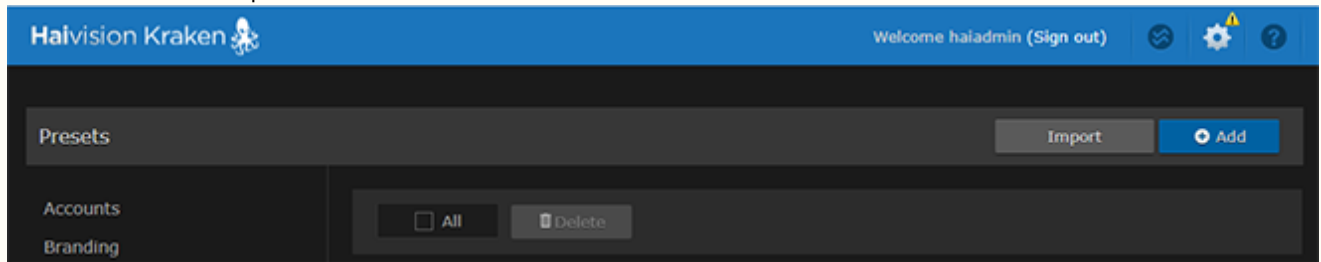 Haivision Kraken
Welcome haiadmin (Sign out)
Presets
Import
Add
Accounts
All
Delete
Branding